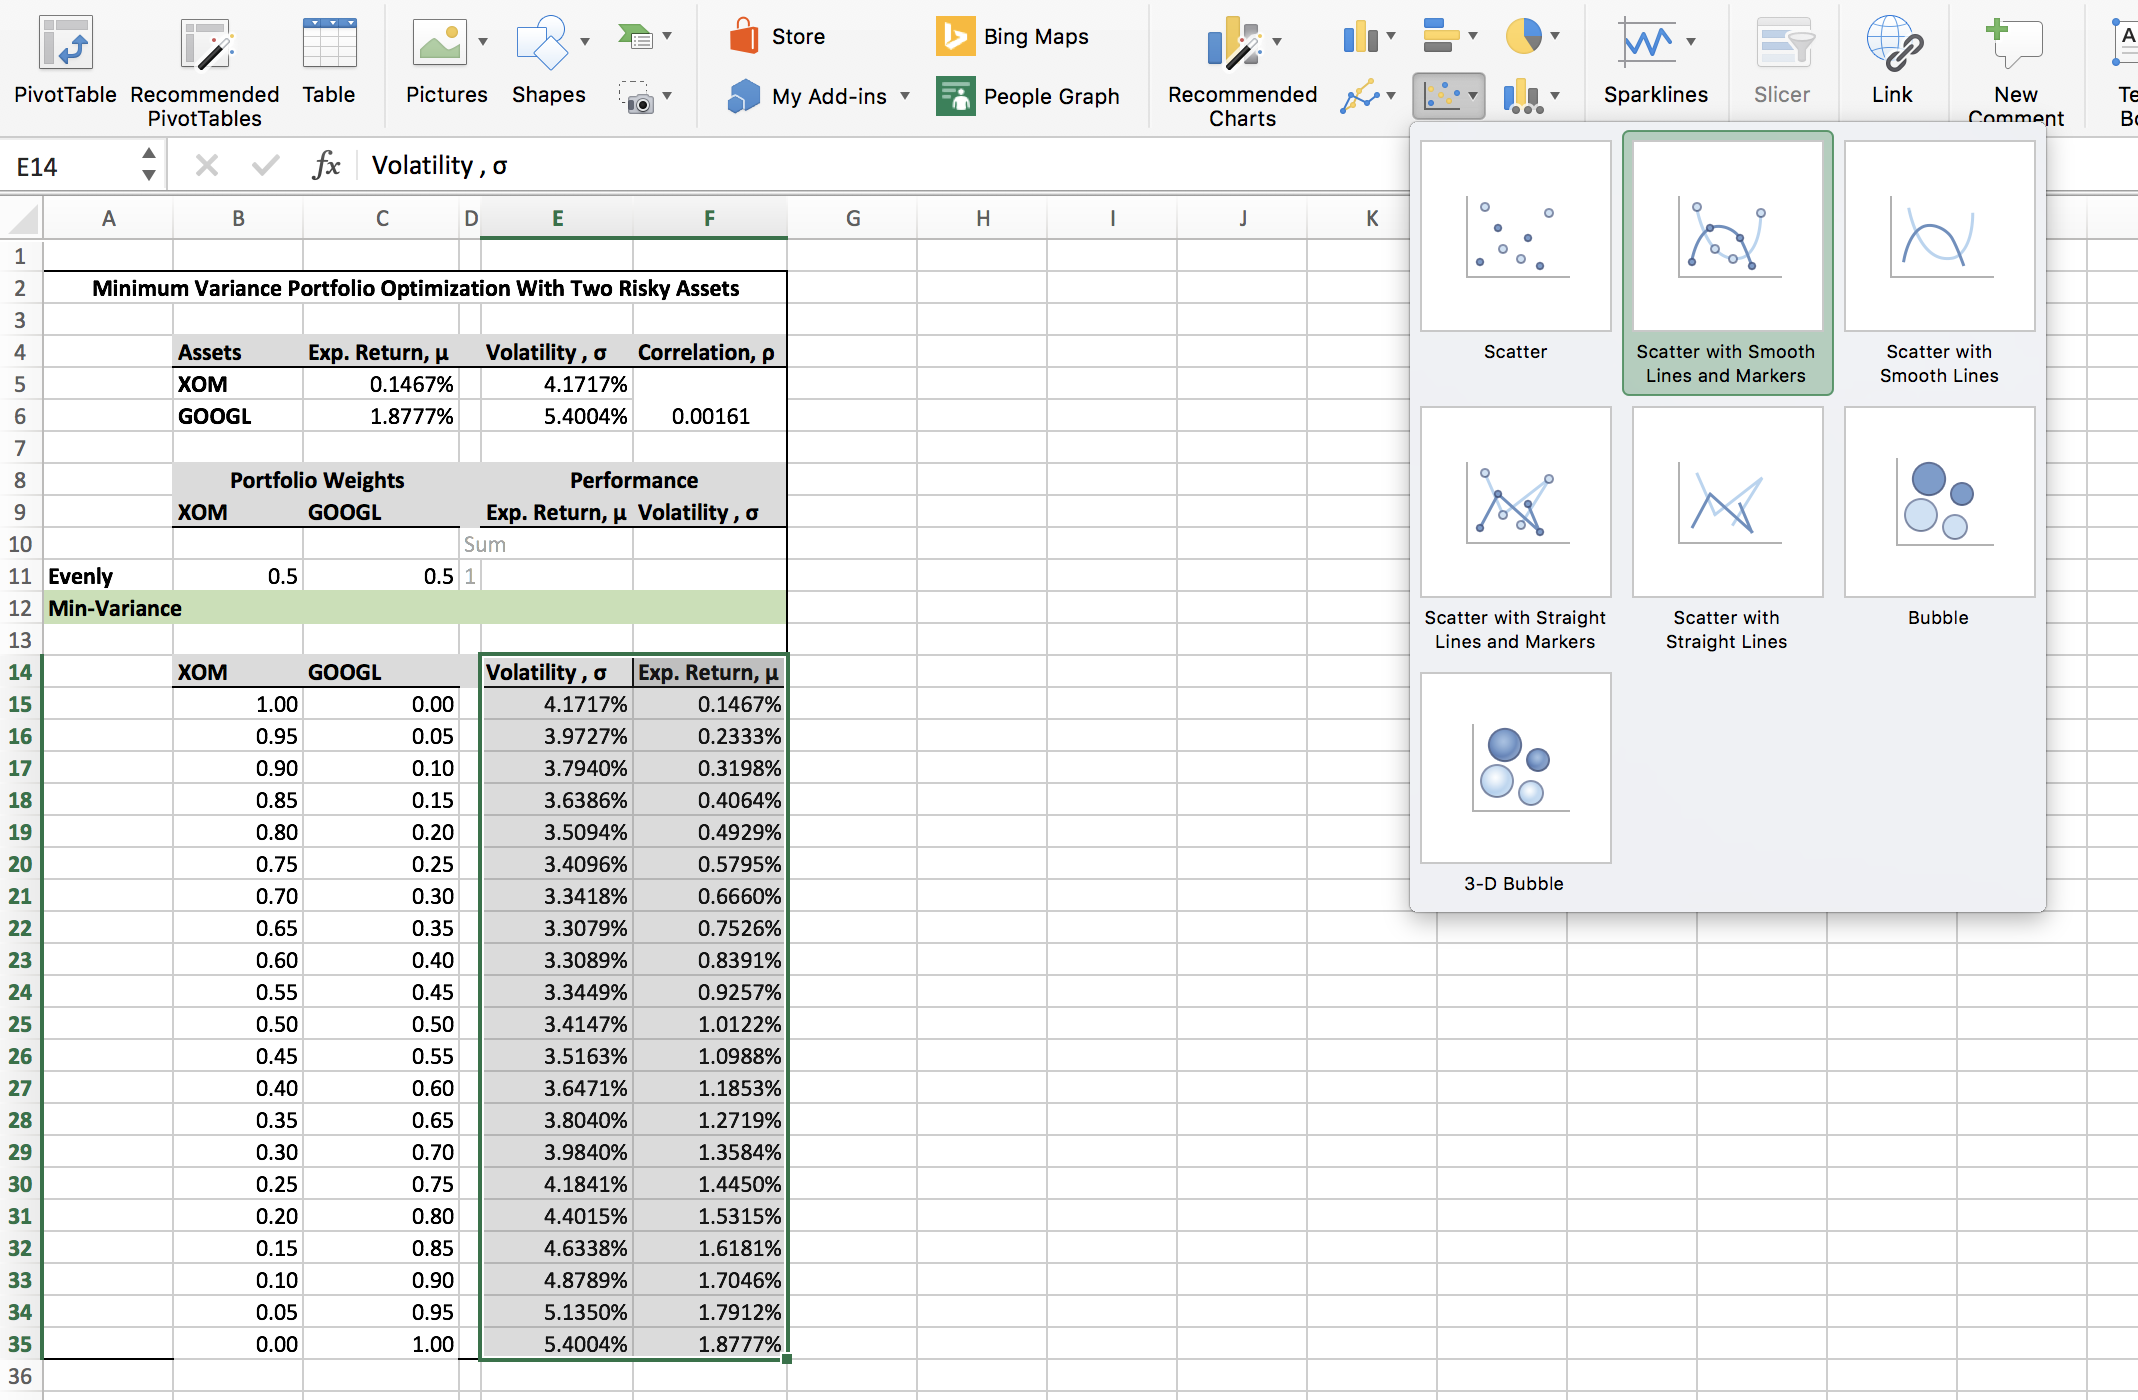 PivotTable
Recommended
PivotTables
Table
Pictures
Shapes
Store
My Add-ins
Bing Maps
People Graph
Recommended
Charts
Sparklines
Slicer
Link
New
Comment
E14 fx Volatility , σ
A B C D E F G H I J K
1
2 Minimum Variance Portfolio Optimization With Two Risky Assets
3
4 Assets Exp. Return, μ Volatility , σ Correlation, ρ
5 XOM 0.1467% 4.1717%
6 GOOGL 1.8777% 5.4004% 0.00161
7
8 Portfolio Weights Performance
9 XOM GOOGL Exp. Return, μ Volatility , σ
10 Sum
11 Evenly 0.5 0.5 1
12 Min-Variance
13
14 XOM GOOGL Volatility , σ Exp. Return, μ
15 1.00 0.00 4.1717% 0.1467%
16 0.95 0.05 3.9727% 0.2333%
17 0.90 0.10 3.7940% 0.3198%
18 0.85 0.15 3.6386% 0.4064%
19 0.80 0.20 3.5094% 0.4929%
20 0.75 0.25 3.4096% 0.5795%
21 0.70 0.30 3.3418% 0.6660%
22 0.65 0.35 3.3079% 0.7526%
23 0.60 0.40 3.3089% 0.8391%
24 0.55 0.45 3.3449% 0.9257%
25 0.50 0.50 3.4147% 1.0122%
26 0.45 0.55 3.5163% 1.0988%
27 0.40 0.60 3.6471% 1.1853%
28 0.35 0.65 3.8040% 1.2719%
29 0.30 0.70 3.9840% 1.3584%
30 0.25 0.75 4.1841% 1.4450%
31 0.20 0.80 4.4015% 1.5315%
32 0.15 0.85 4.6338% 1.6181%
33 0.10 0.90 4.8789% 1.7046%
34 0.05 0.95 5.1350% 1.7912%
35 0.00 1.00 5.4004% 1.8777%
36
Scatter
Scatter with Smooth
Lines and Markers
Scatter with
Smooth Lines
Scatter with Straight
Lines and Markers
Scatter with
Straight Lines
Bubble
3-D Bubble